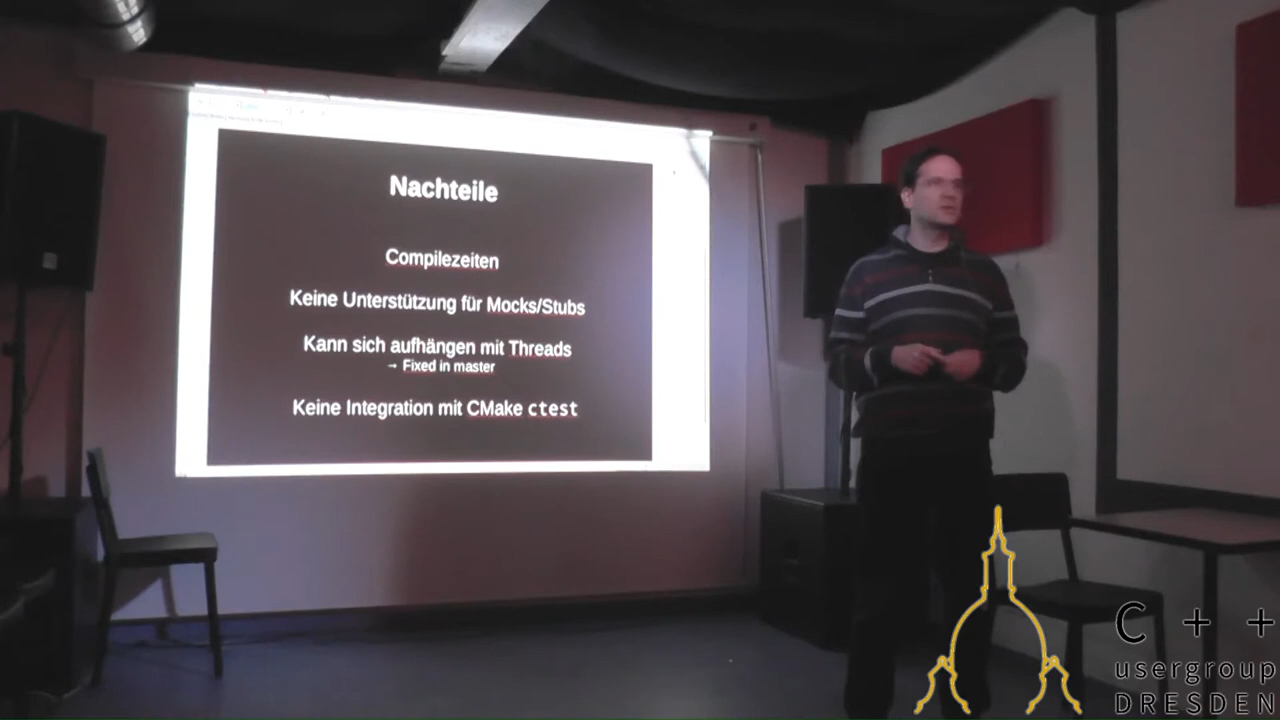 Nachteile
Compilezeiten
Keine Unterstützung für Mocks/Stubs
Kann sich aufhängen mit Threads
→ Fixed in master
Keine Integration mit CMake ctest
C + +
usergroup
DRESDEN